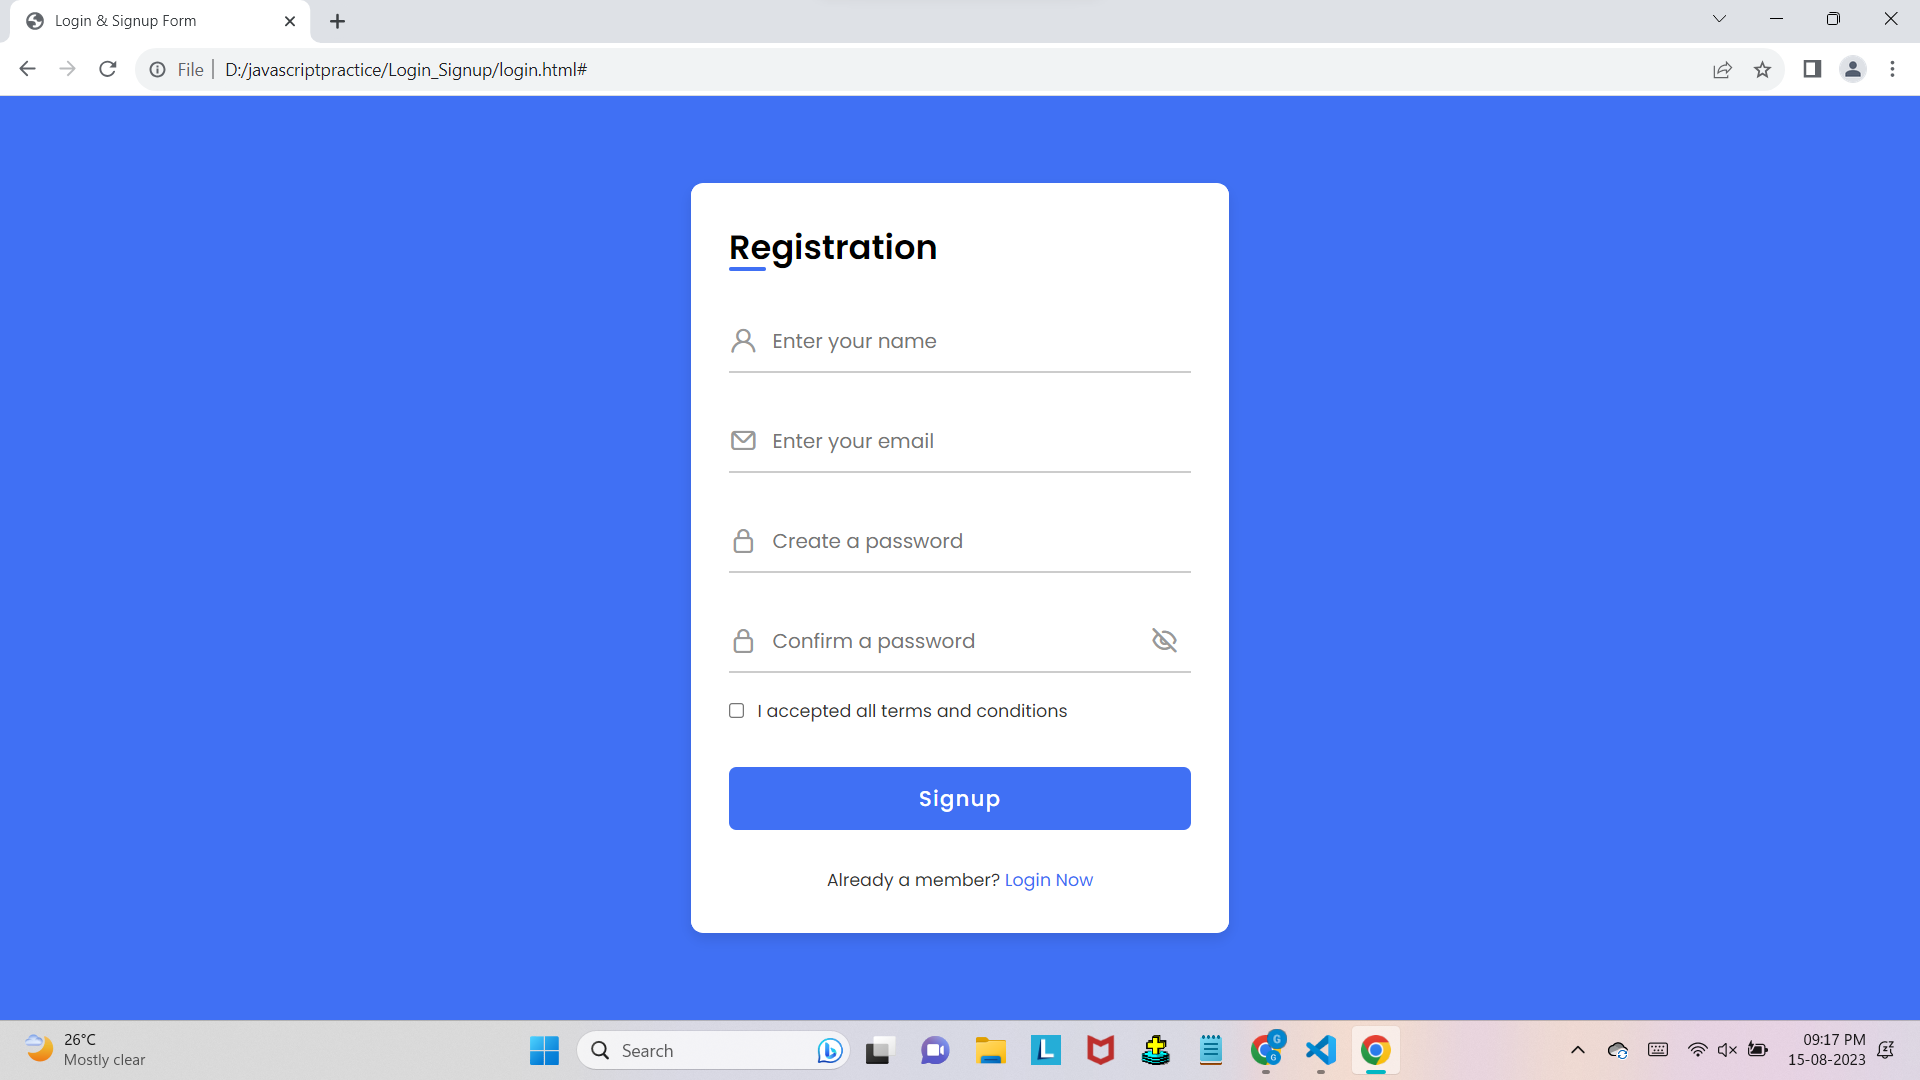 Login & Signup Form
File
D:/javascriptpractice/Login_Signup/login.html#
Registration
Enter your name
Enter your email
Create a password
Confirm a password
I accepted all terms and conditions
Signup
Already a member? Login Now
26°C
Mostly clear
Search
L
G
G
09:17 PM
15-08-2023